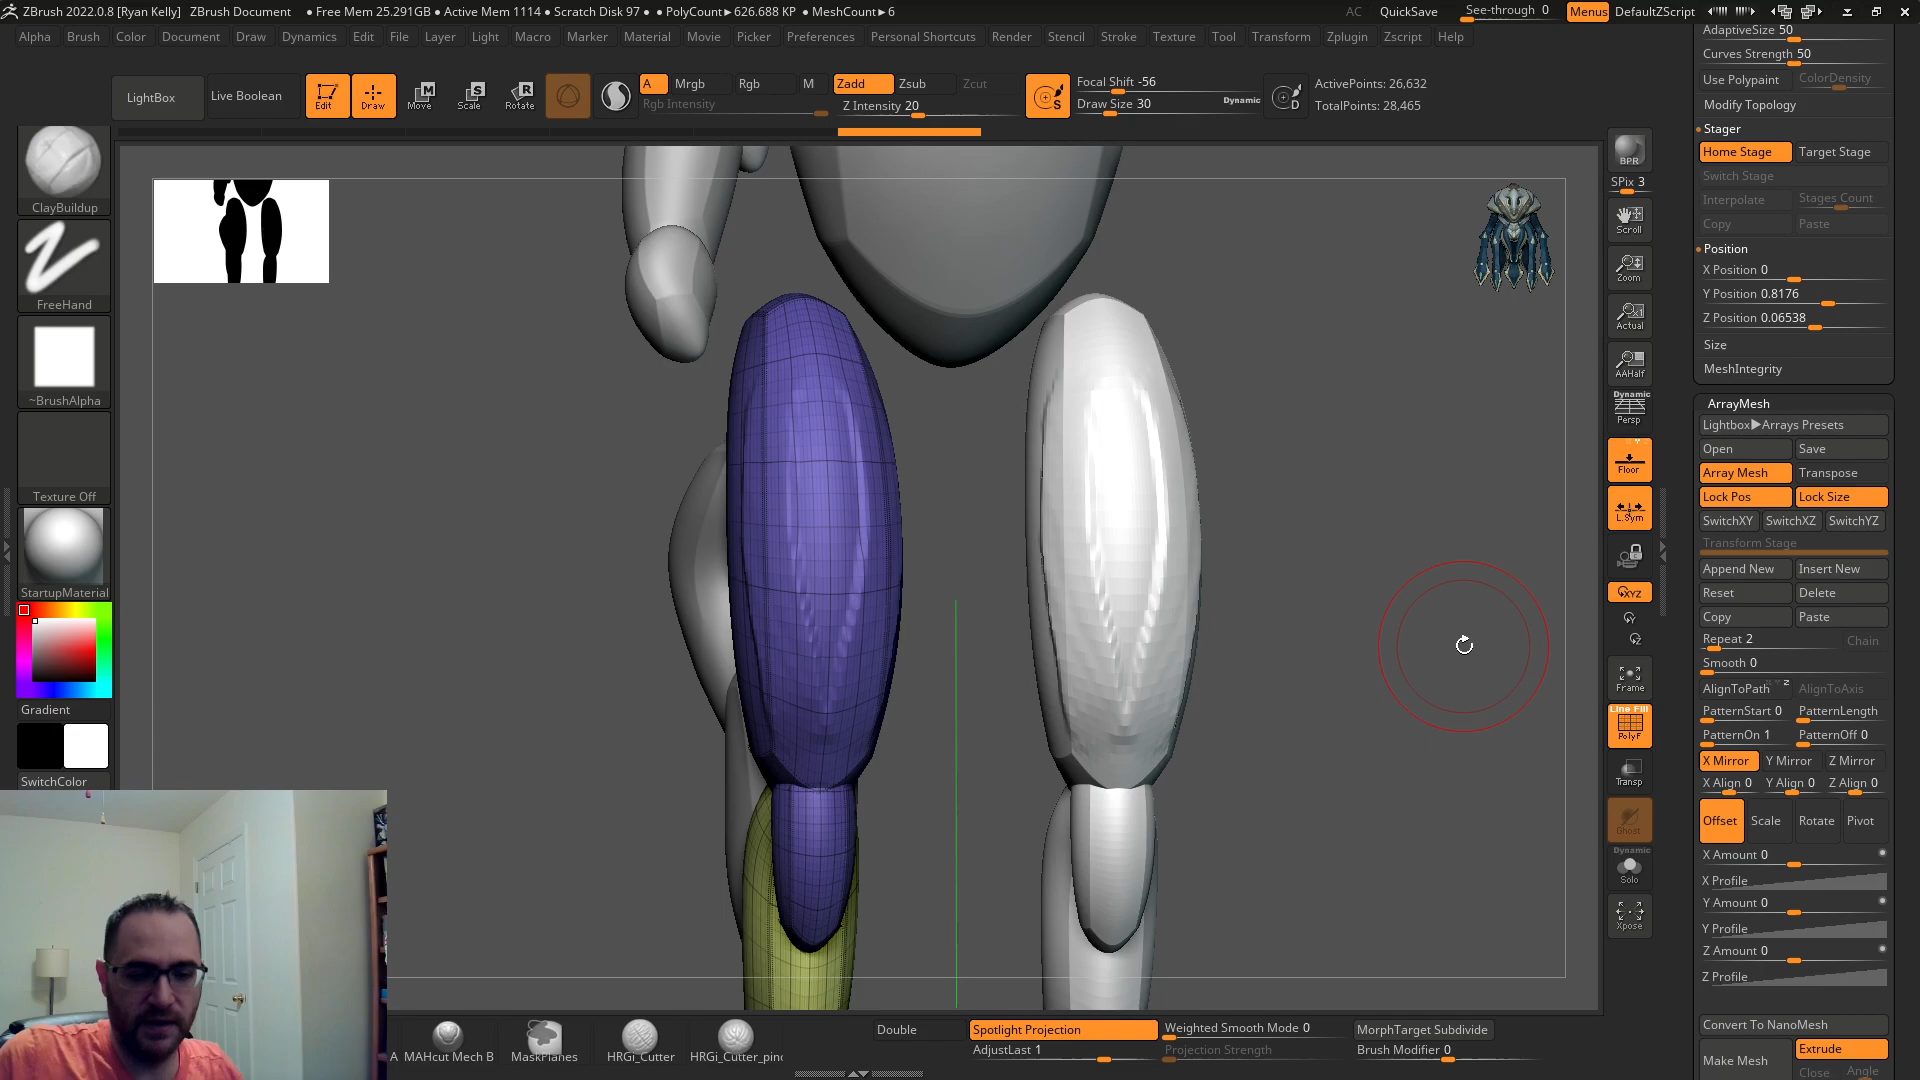 ZBrush 2022.0.8 [Ryan Kelly] ZBrush Document • Free Mem 25.291GB • Active Mem 1114 • Scratch Disk 97 • • PolyCount▸626.688 KP • MeshCount▸6 AC QuickSave See-through 0 Menus DefaultZScript
Alpha Brush Color Document Draw Dynamics Edit File Layer Light Macro Marker Material Movie Picker Preferences Personal Shortcuts Render Stencil Stroke Texture Tool Transform Zplugin Zscript Help
LightBox
Live Boolean
Edit
Draw
Move
Scale
Rotate
A Mrgb Rgb M Zadd Zsub Zcut
Rgb Intensity Z Intensity 20
Focal Shift -56
Draw Size 30 Dynamic
S
D
ActivePoints: 26,632
TotalPoints: 28,465
ClayBuildup
FreeHand
~BrushAlpha
Texture Off
StartupMaterial
Gradient
SwitchColor
BPR
SPix 3
Scroll
Zoom
Actual
AAHalf
Dynamic
Persp
Floor
L.Sym
XYZ
Y
Z
Frame
Line Fill
PolyF
Transp
Ghost
Dynamic
Solo
Xpose
AdaptiveSize 50
Curves Strength 50
Use Polypaint ColorDensity
Modify Topology
Stager
Home Stage Target Stage
Switch Stage
Interpolate Stages Count
Copy Paste
Position
X Position 0
Y Position 0.8176
Z Position 0.06538
Size
MeshIntegrity
ArrayMesh
Lightbox▶Arrays Presets
Open Save
Array Mesh Transpose
Lock Pos Lock Size
SwitchXY SwitchXZ SwitchYZ
Transform Stage
Append New Insert New
Reset Delete
Copy Paste
Repeat 2 Chain
Smooth 0
AlignToPath AlignToAxis
PatternStart 0 PatternLength
PatternOn 1 PatternOff 0
X Mirror Y Mirror Z Mirror
X Align 0 Y Align 0 Z Align 0
Offset Scale Rotate Pivot
X Amount 0
X Profile
Y Amount 0
Y Profile
Z Amount 0
Z Profile
Convert To NanoMesh
Make Mesh Extrude
Close Angle
A MAHcut Mech B MaskPlanes HRGi_Cutter HRGi_Cutter_pinc
Double Spotlight Projection Weighted Smooth Mode 0 MorphTarget Subdivide
AdjustLast 1 Projection Strength Brush Modifier 0